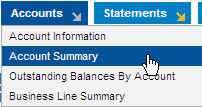 Accounts Statements
Account Information
Account Summary
Outstanding Balances By Account
Business Line Summary